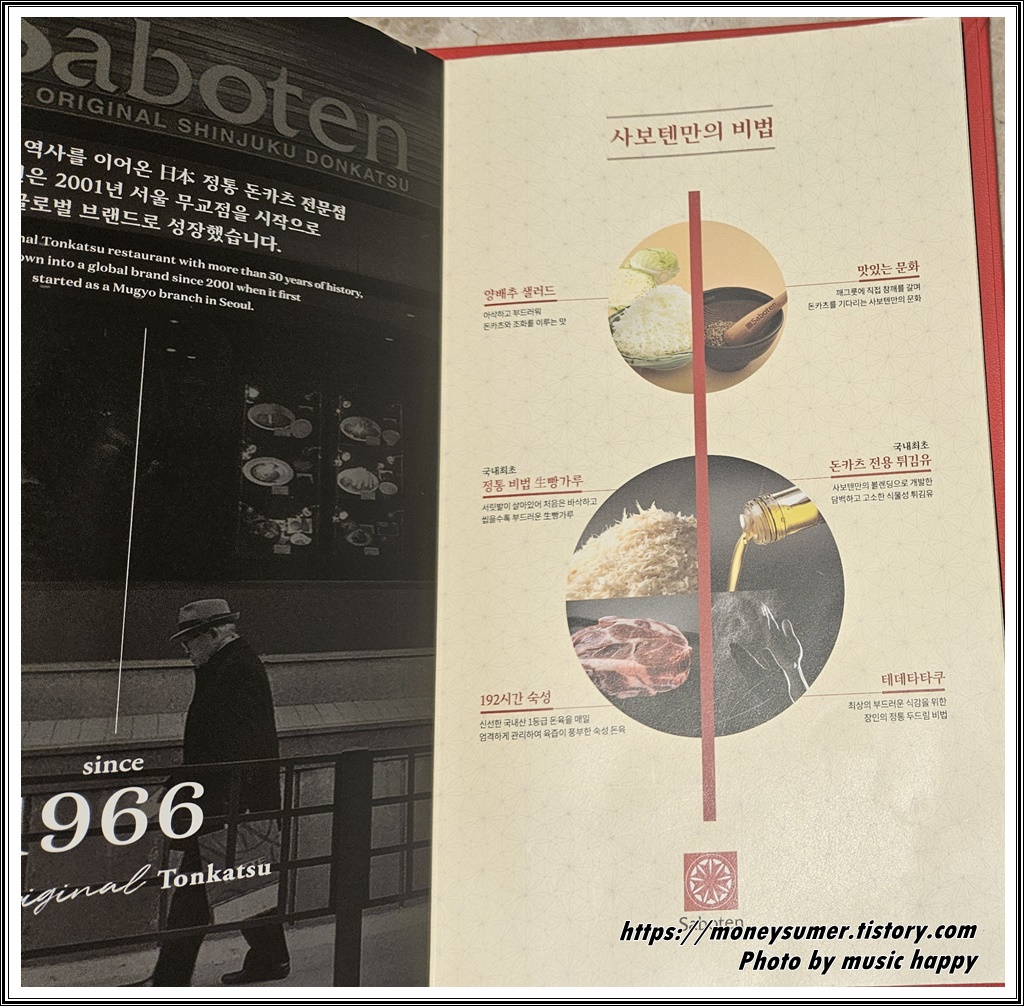 Saboten
ORIGINAL SHINJUKU DONKATSU
역사를 이어온 日本 정통 돈카츠 전문점
은 2001년 서울 무교점을 시작으로
글로벌 브랜드로 성장했습니다.
Tonkatsu restaurant with more than 50 years of history,
into a global brand since 2001 when it first
started as a Mugyo branch in Seoul.
since
1966
Tonkatsu
사보텐만의 비법
양배추 샐러드
아삭하고 부드러워
돈카츠와 조화를 이루는 맛
맛있는 문화
깨그릇에 직접 참깨를 갈며
돈카츠를 기다리는 사보텐만의 문화
Saboten
국내최초
정통 비법 生빵가루
서릿발이 살아있어 처음은 바삭하고
씹을수록 부드러운 生빵가루
국내최초
돈카츠 전용 튀김유
사보텐만의 블렌딩으로 개발한
담백하고 고소한 식물성 튀김유
192시간 숙성
신선한 국내산 1등급 돈육을 매일
엄격하게 관리하여 육즙이 풍부한 숙성 돈육
테데타타쿠
최상의 부드러운 식감을 위한
장인의 정통 두드림 비법
Saboten
https://moneysumer.tistory.com
Photo by music happy